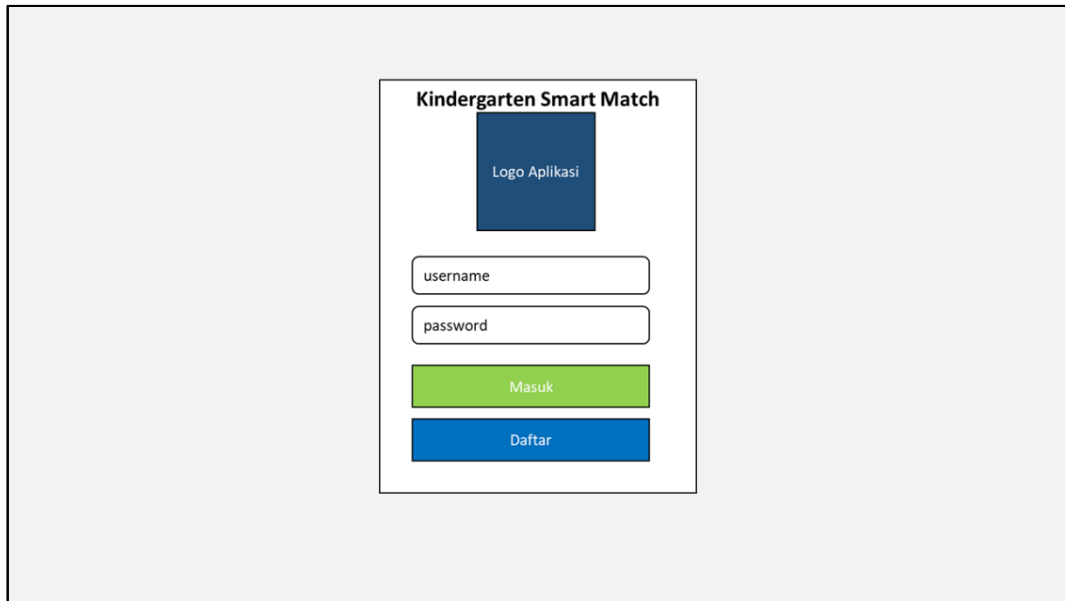 Kindergarten Smart Match
Logo Aplikasi
username
password
Masuk
Daftar